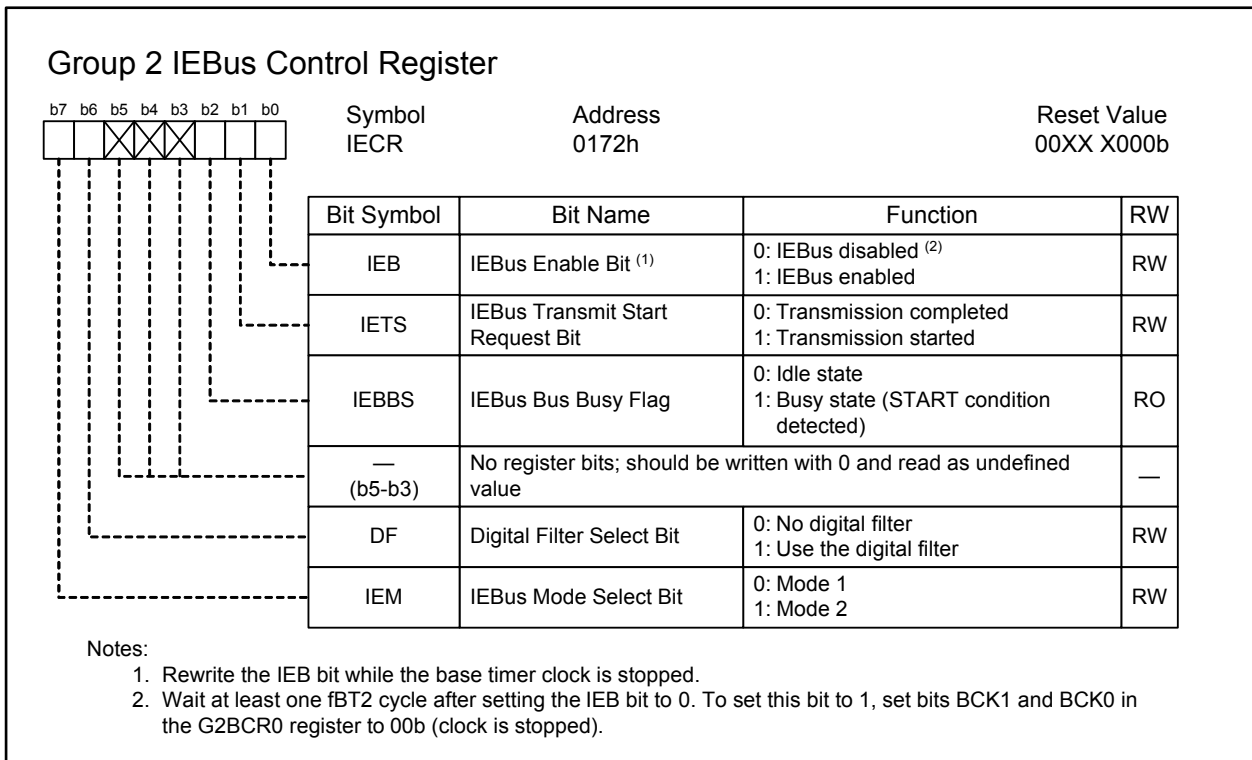 Group 2 IEBus Control Register
b7 b6 b5 b4 b3 b2 b1 b0
Symbol Address Reset Value
IECR 0172h 00XX X000b
Bit Symbol Bit Name Function RW
IEB IEBus Enable Bit (1) 0: IEBus disabled (2)
1: IEBus enabled RW
IETS IEBus Transmit Start
Request Bit 0: Transmission completed
1: Transmission started RW
IEBBS IEBus Bus Busy Flag 0: Idle state
1: Busy state (START condition
detected) RO
—
(b5-b3) No register bits; should be written with 0 and read as undefined
value —
DF Digital Filter Select Bit 0: No digital filter
1: Use the digital filter RW
IEM IEBus Mode Select Bit 0: Mode 1
1: Mode 2 RW
Notes:
1. Rewrite the IEB bit while the base timer clock is stopped.
2. Wait at least one fBT2 cycle after setting the IEB bit to 0. To set this bit to 1, set bits BCK1 and BCK0 in
the G2BCR0 register to 00b (clock is stopped).